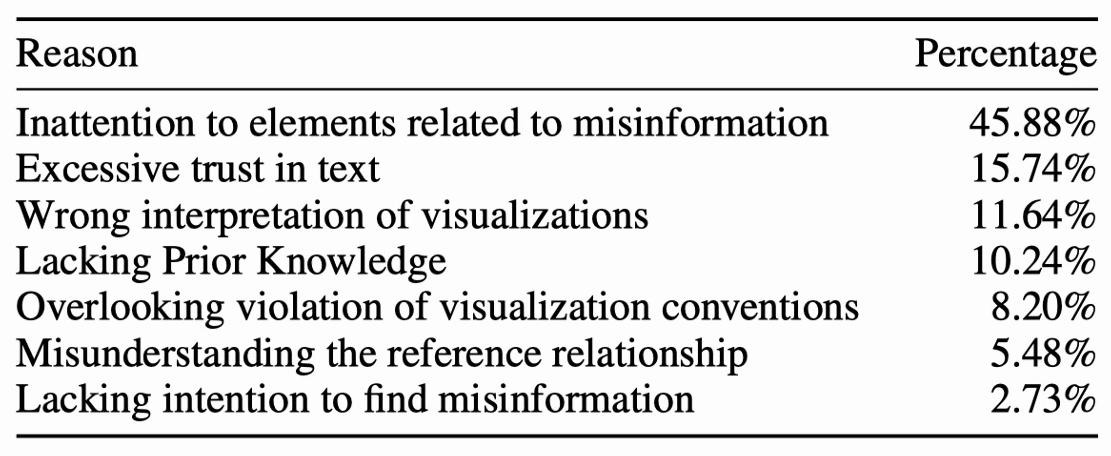 Reason Percentage
Inattention to elements related to misinformation 45.88%
Excessive trust in text 15.74%
Wrong interpretation of visualizations 11.64%
Lacking Prior Knowledge 10.24%
Overlooking violation of visualization conventions 8.20%
Misunderstanding the reference relationship 5.48%
Lacking intention to find misinformation 2.73%